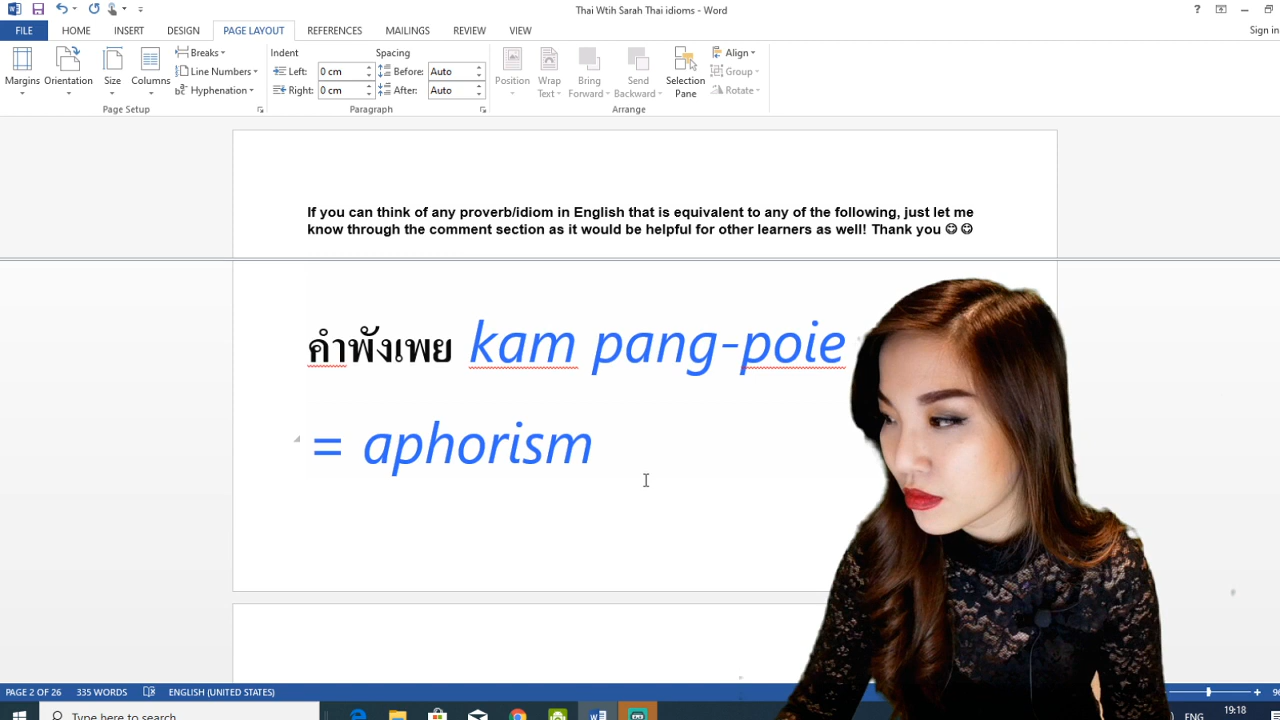 Thai Wtih Sarah Thai idioms - Word
?
FILE HOME INSERT DESIGN PAGE LAYOUT REFERENCES MAILINGS REVIEW VIEW Sign in
Margins
Orientation
Size
Columns
Breaks
Line Numbers
Hyphenation
Page Setup
Indent
Left: 0 cm
Right: 0 cm
Spacing
Before: Auto
After: Auto
Paragraph
Position
Wrap
Text
Bring
Forward
Send
Backward
Selection
Pane
Align
Group
Rotate
Arrange
If you can think of any proverb/idiom in English that is equivalent to any of the following, just let me
know through the comment section as it would be helpful for other learners as well! Thank you 😊 😊
คำพังเพย kam pang-poie
= aphorism
PAGE 2 OF 26 335 WORDS ENGLISH (UNITED STATES)
Type here to search
ENG
19:18